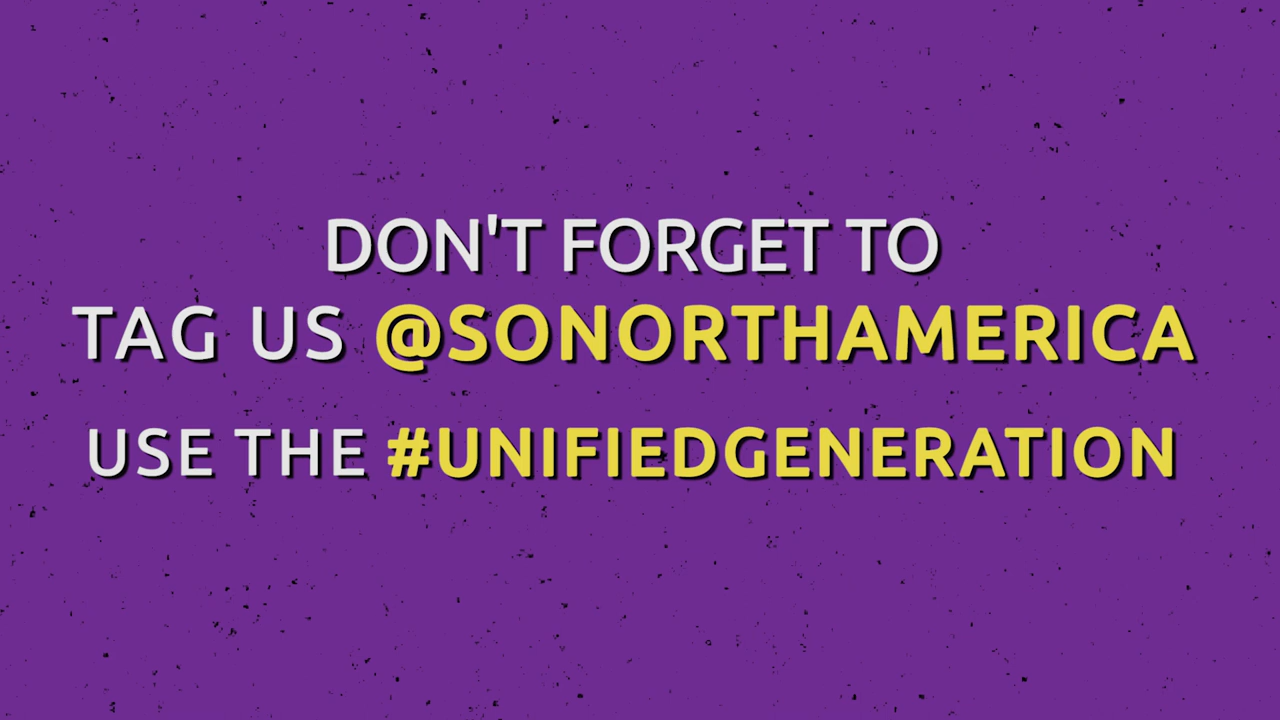 DON'T FORGET TO
TAG US @SONORTHAMERICA
USE THE #UNIFIEDGENERATION